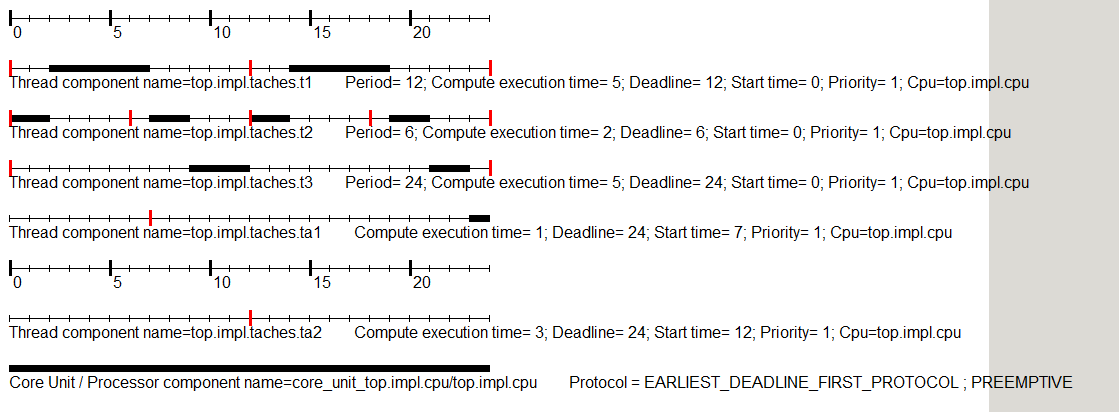 0 5 10 15 20
Thread component name=top.impl.taches.t1 Period= 12; Compute execution time= 5; Deadline= 12; Start time= 0; Priority= 1; Cpu=top.impl.cpu
Thread component name=top.impl.taches.t2 Period= 6; Compute execution time= 2; Deadline= 6; Start time= 0; Priority= 1; Cpu=top.impl.cpu
Thread component name=top.impl.taches.t3 Period= 24; Compute execution time= 5; Deadline= 24; Start time= 0; Priority= 1; Cpu=top.impl.cpu
Thread component name=top.impl.taches.ta1 Compute execution time= 1; Deadline= 24; Start time= 7; Priority= 1; Cpu=top.impl.cpu
0 5 10 15 20
Thread component name=top.impl.taches.ta2 Compute execution time= 3; Deadline= 24; Start time= 12; Priority= 1; Cpu=top.impl.cpu
Core Unit / Processor component name=core_unit_top.impl.cpu/top.impl.cpu Protocol = EARLIEST_DEADLINE_FIRST_PROTOCOL ; PREEMPTIVE